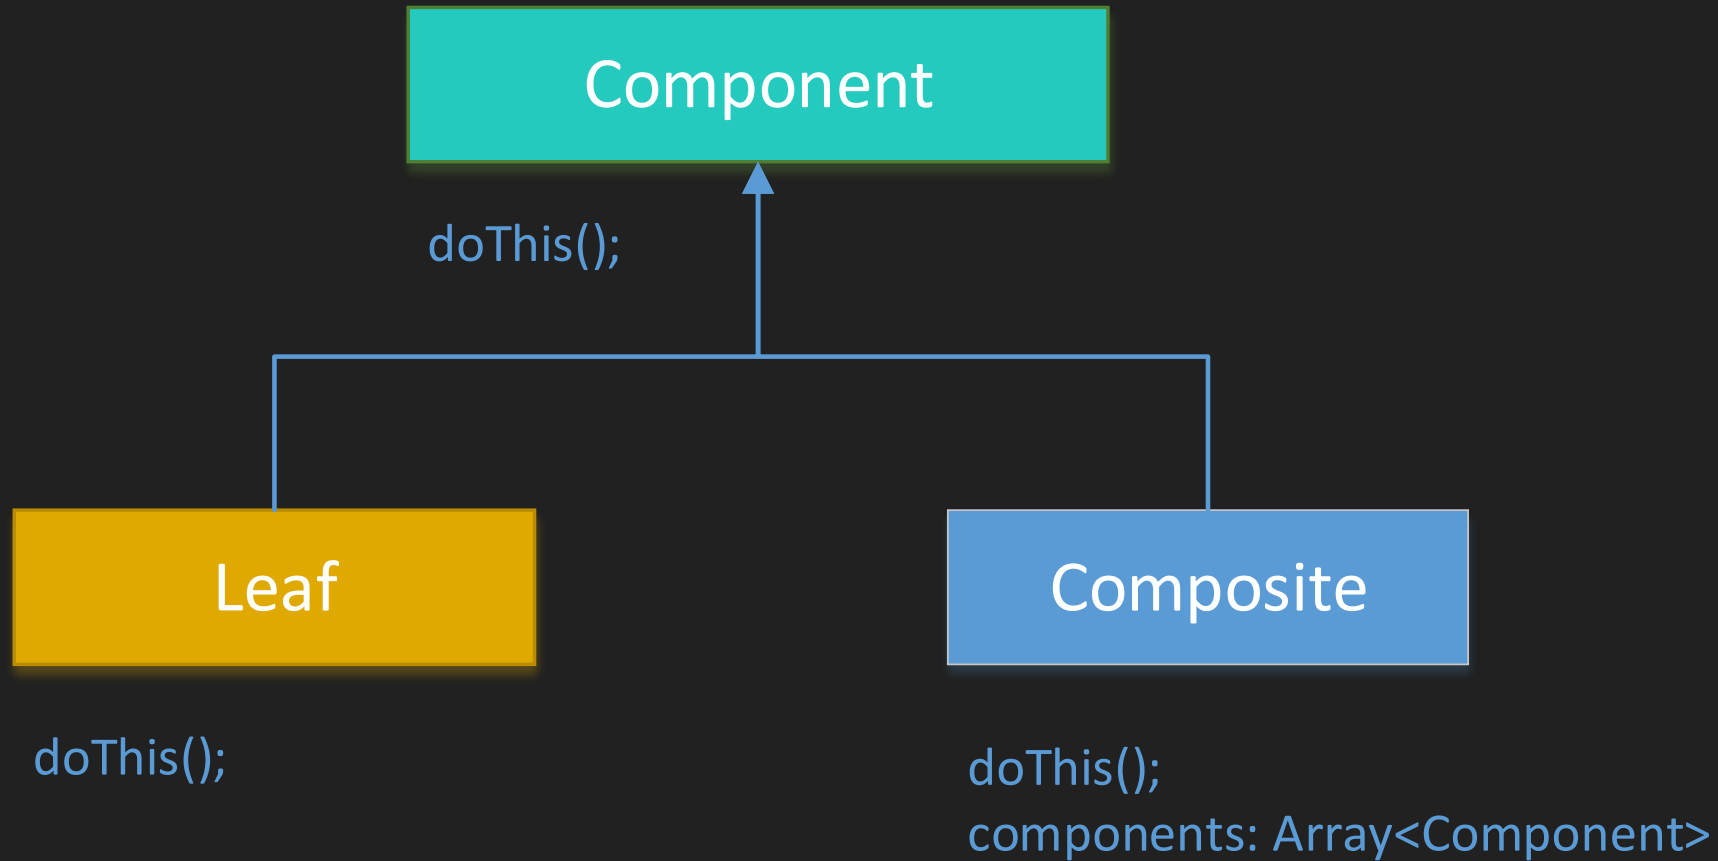 Component
doThis();
Leaf
Composite
doThis();
doThis();
components: Array<Component>